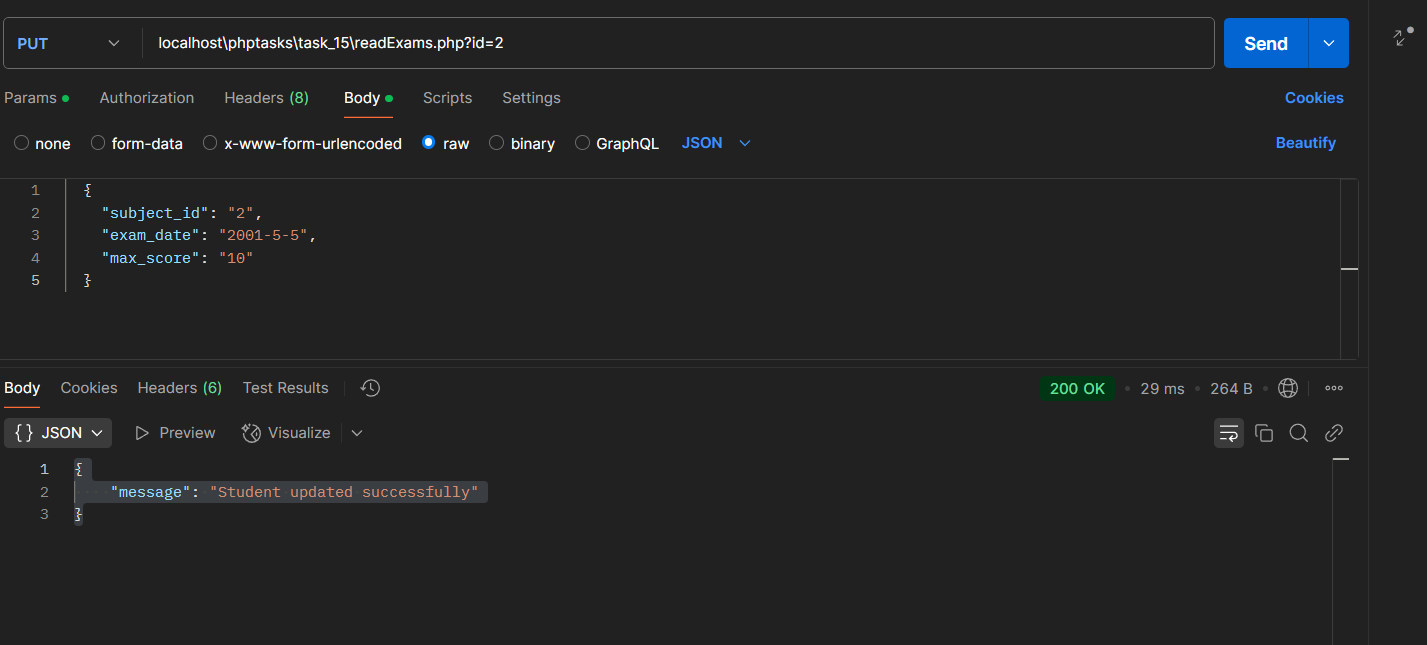 PUT localhost\phptasks\task_15\readExams.php?id=2 Send
Params Authorization Headers (8) Body Scripts Settings Cookies
none form-data x-www-form-urlencoded raw binary GraphQL JSON Beautify
1 {
2 "subject_id": "2",
3 "exam_date": "2001-5-5",
4 "max_score": "10"
5 }
Body Cookies Headers (6) Test Results 200 OK • 29 ms • 264 B •
{} JSON Preview Visualize
1 {
2 "message": "Student updated successfully"
3 }